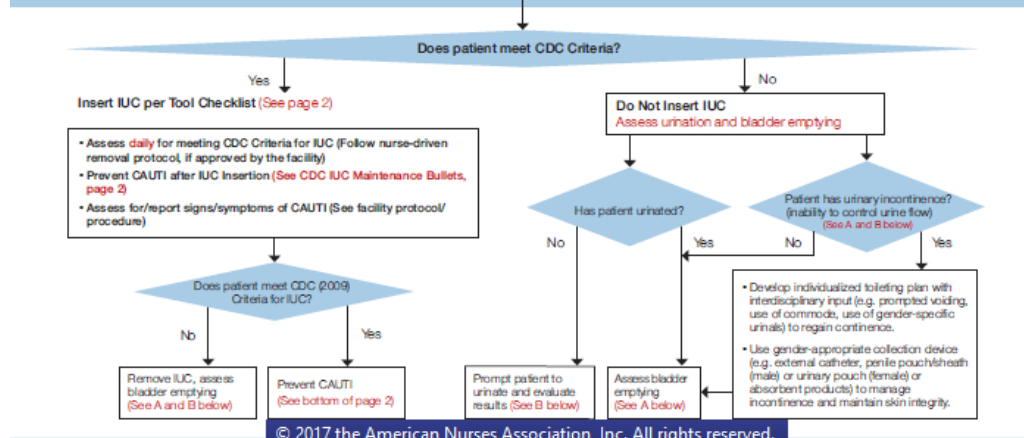 Does patient meet CDC Criteria?
Yes
No
Insert IUC per Tool Checklist (See page 2)
Do Not Insert IUC
Assess urination and bladder emptying
• Assess daily for meeting CDC Criteria for IUC (Follow nurse-driven
removal protocol, if approved by the facility)
• Prevent CAUTI after IUC Insertion (See CDC IUC Maintenance Bullets,
page 2)
• Assess for/report signs/symptoms of CAUTI (See facility protocol/
procedure)
Has patient urinated?
Patient has urinary incontinence?
(inability to control urine flow)
(See A and B below)
No
Yes
No
Yes
Does patient meet CDC (2009)
Criteria for IUC?
No
Yes
• Develop individualized toileting plan with
interdisciplinary input (e.g. prompted voiding,
use of commode, use of gender-specific
urinals) to regain continence.
• Use gender-appropriate collection device
(e.g. external catheter, penile pouch/sheath
(male) or urinary pouch (female) or
absorbent products) to manage
incontinence and maintain skin integrity.
Remove IUC, assess
bladder emptying
(See A and B below)
Prevent CAUTI
(See bottom of page 2)
Prompt patient to
urinate and evaluate
results (See B below)
Assess bladder
emptying
(See A below)
© 2017 the American Nurses Association, Inc. All rights reserved.